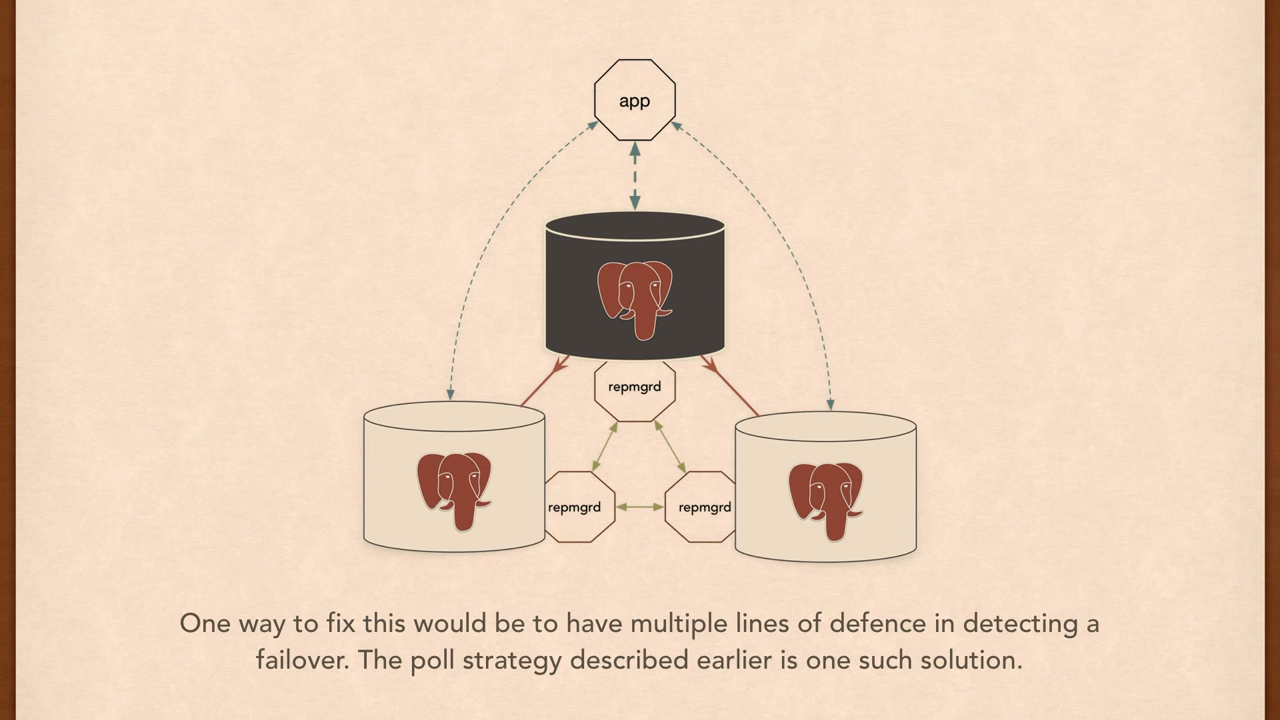 app
repmgrd
repmgrd
repmgrd
One way to fix this would be to have multiple lines of defence in detecting a
failover. The poll strategy described earlier is one such solution.